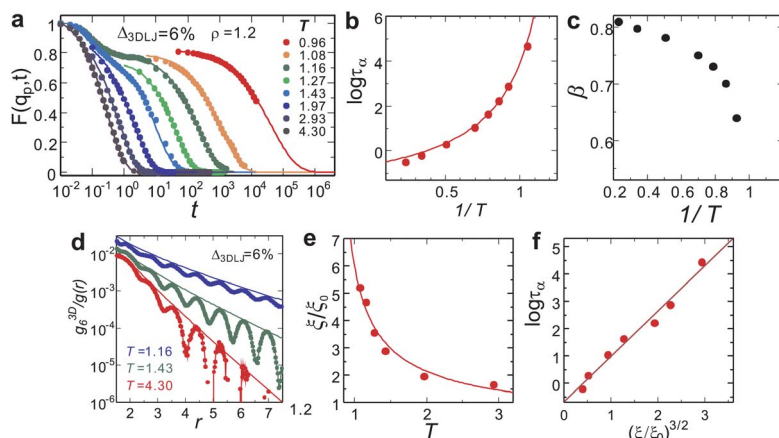 a
Δ3DLJ=6% ρ=1.2
T
0.96
1.08
1.16
1.27
1.43
1.97
2.93
4.30
F(qp,t)
1
0.8
0.6
0.4
0.2
0
10⁻² 10⁻¹ 10⁰ 10¹ 10² 10³ 10⁴ 10⁵ 10⁶
t
b
logτα
6
4
2
0
0.5 1
1/T
c
β
0.8
0.7
0.6
0.2 0.4 0.6 0.8 1
1/T
d
Δ3DLJ=6%
g6³ᴰ/g(r)
10⁻²
10⁻³
10⁻⁴
10⁻⁵
10⁻⁶
T=1.16
T=1.43
T=4.30
2 3 4 5 6 7
r
1.2
e
ξ/ξ0
7
6
5
4
3
2
1
1 2 3
T
f
logτα
5
4
3
2
1
0
0 1 2 3
(ξ/ξ0)³ᐟ²